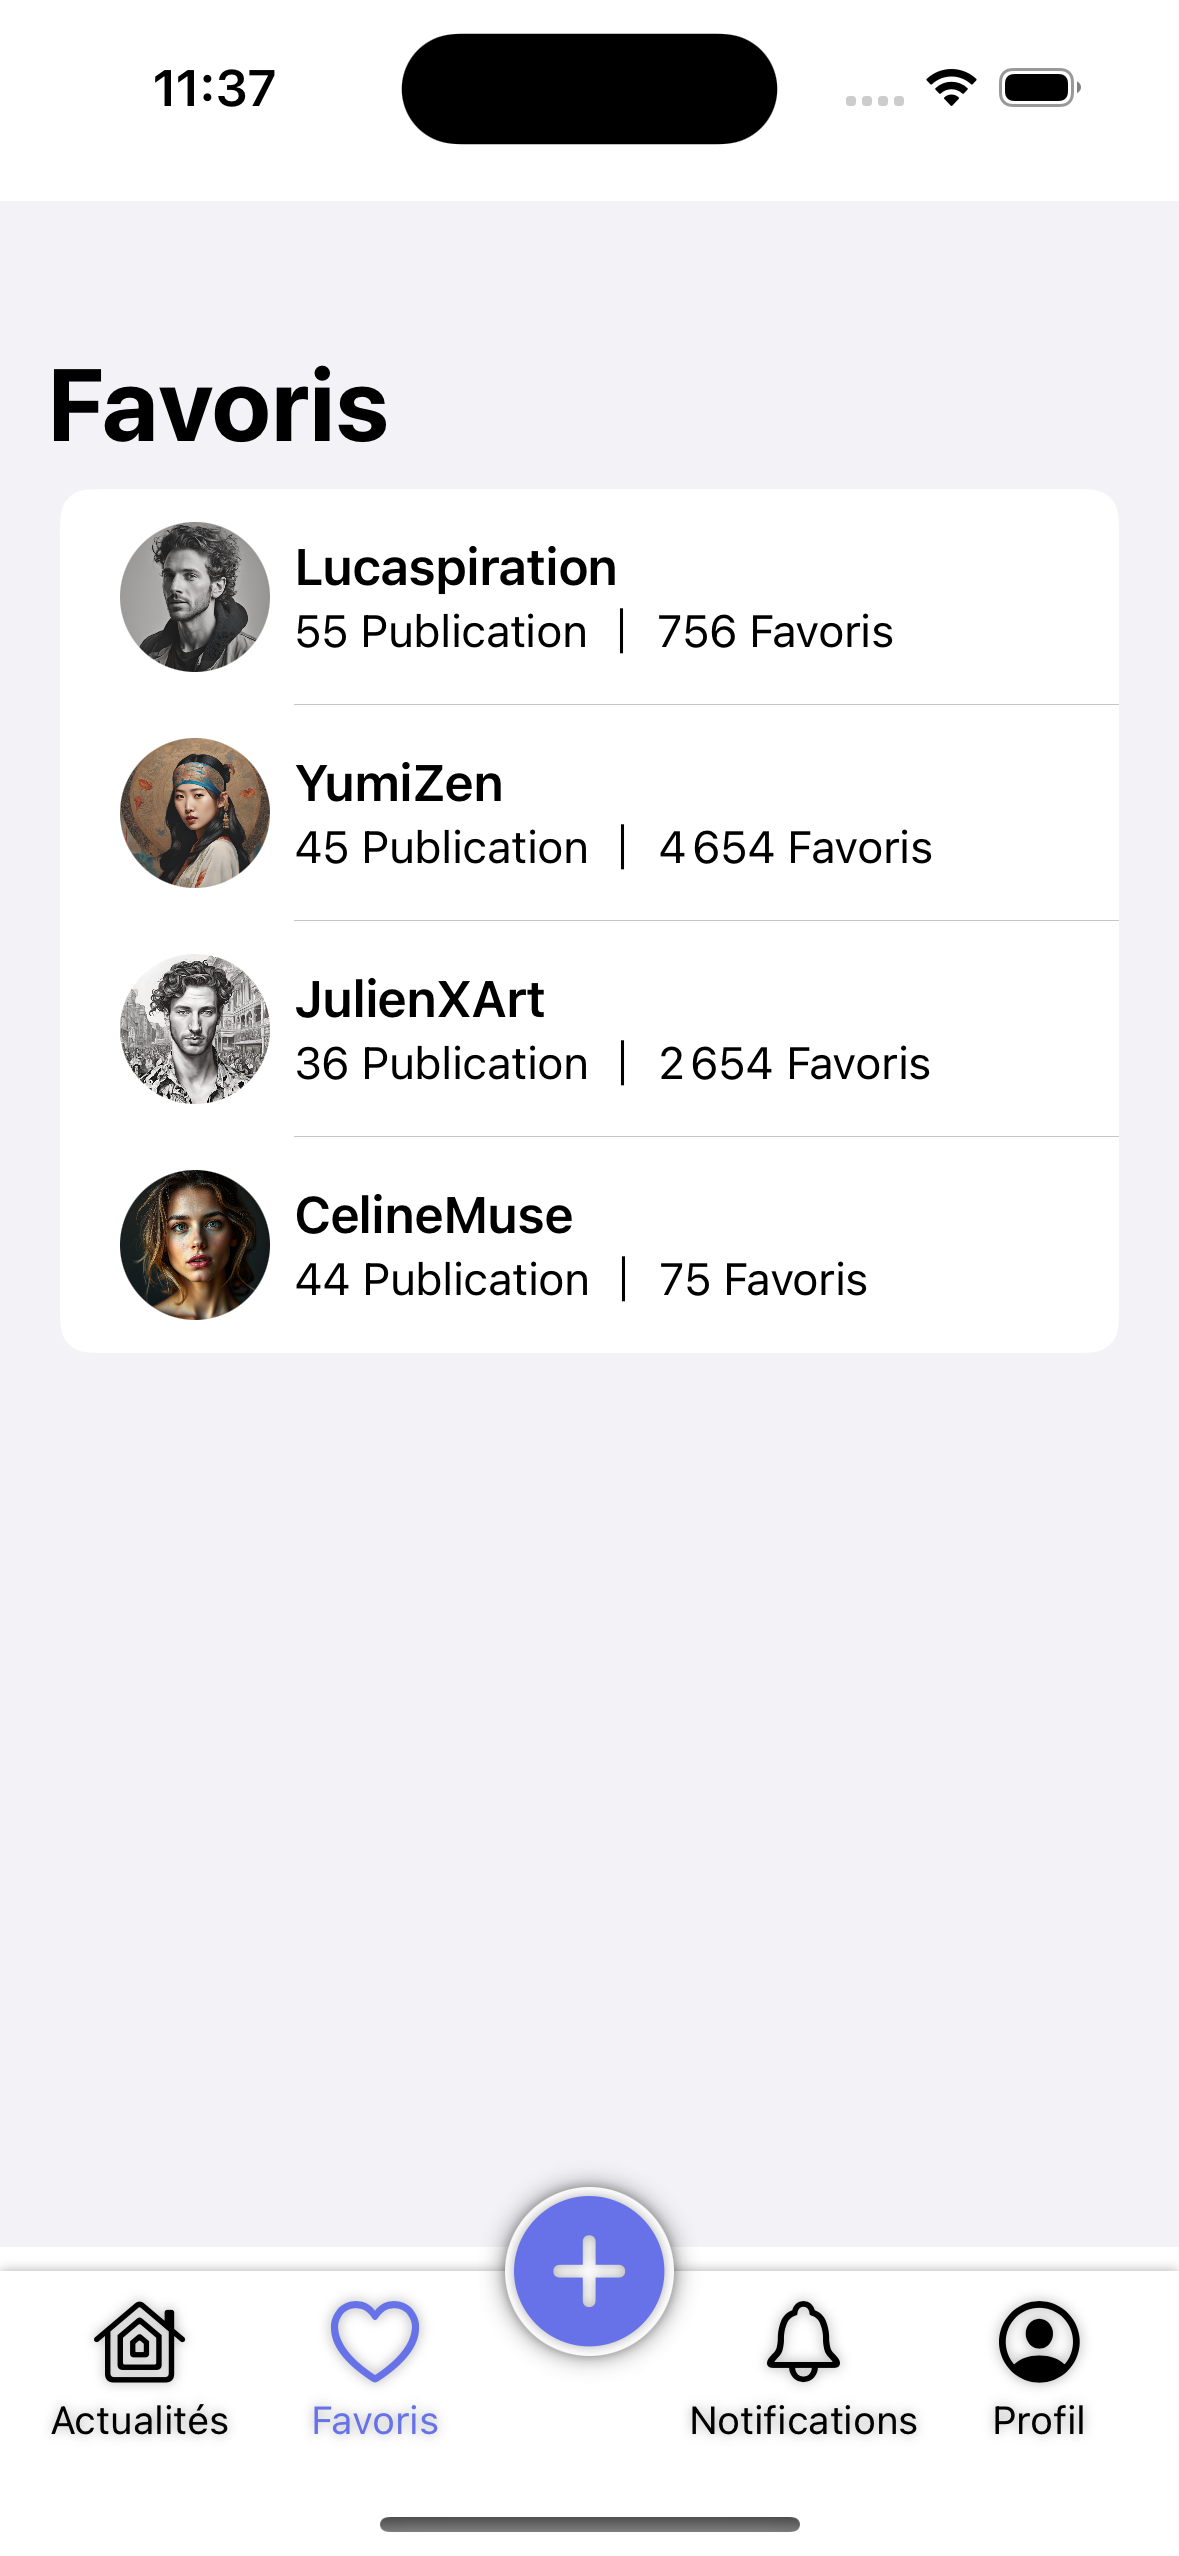 11:37
Favoris
Lucaspiration
55 Publication | 756 Favoris
YumiZen
45 Publication | 4 654 Favoris
JulienXArt
36 Publication | 2 654 Favoris
CelineMuse
44 Publication | 75 Favoris
Actualités Favoris Notifications Profil